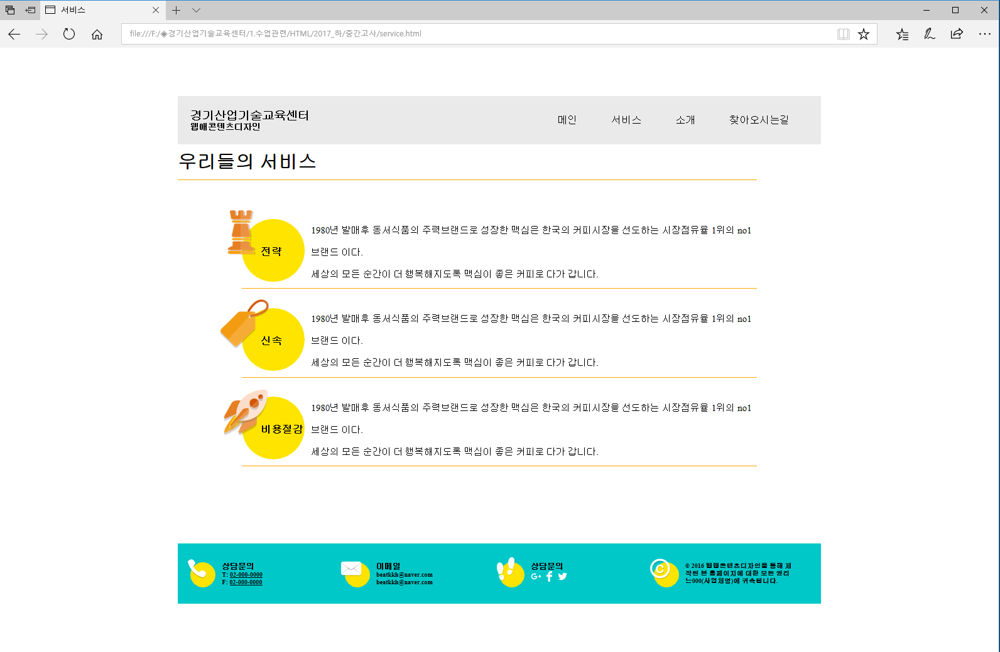 서비스
file:///F:/◈경기산업기술교육센터/1.수업관련/HTML/2017_하/중간고사/service.html
경기산업기술교육센터
웹애콘텐츠디자인
메인 서비스 소개 찾아오시는길
우리들의 서비스
전략
1980년 발매후 동서식품의 주력브랜드로 성장한 맥심은 한국의 커피시장을 선도하는 시장점유율 1위의 no1
브랜드 이다.
세상의 모든 순간이 더 행복해지도록 맥심이 좋은 커피로 다가 갑니다.
신속
1980년 발매후 동서식품의 주력브랜드로 성장한 맥심은 한국의 커피시장을 선도하는 시장점유율 1위의 no1
브랜드 이다.
세상의 모든 순간이 더 행복해지도록 맥심이 좋은 커피로 다가 갑니다.
비용절감
1980년 발매후 동서식품의 주력브랜드로 성장한 맥심은 한국의 커피시장을 선도하는 시장점유율 1위의 no1
브랜드 이다.
세상의 모든 순간이 더 행복해지도록 맥심이 좋은 커피로 다가 갑니다.
상담문의
T: 02-000-0000
F: 02-000-0000
이메일
beatkkh@naver.com
beatkkh@naver.com
상담문의
G+ f
© 2016 웹앱콘텐츠디자인을 통해 제
작된 본 홈페이지에 대한 모든 권리
는000(사업체명)에 귀속됩니다.